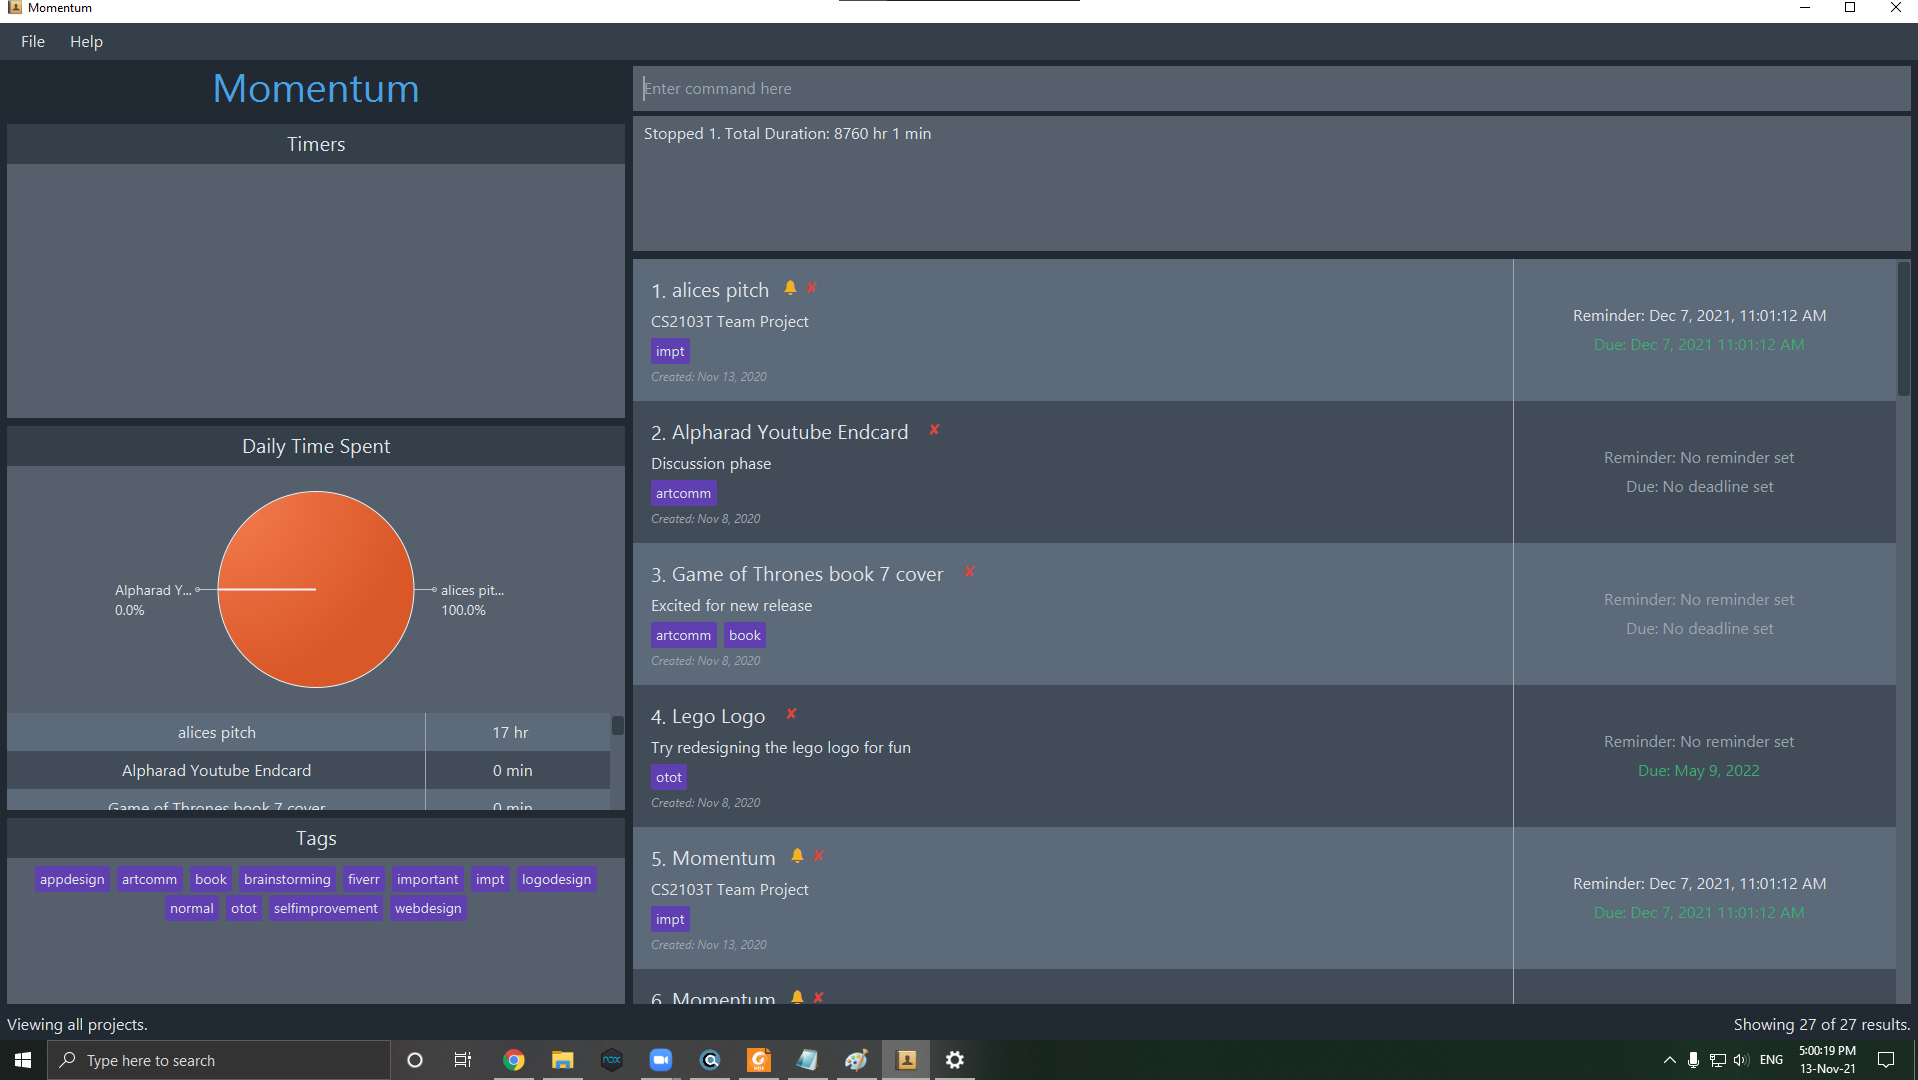 Momentum
File Help
Momentum
Timers
Daily Time Spent
Alpharad Y...
0.0%
alices pit...
100.0%
alices pitch 17 hr
Alpharad Youtube Endcard 0 min
Game of Thrones book 7 cover 0 min
Tags
appdesign artcomm book brainstorming fiverr important impt logodesign
normal otot selfimprovement webdesign
Enter command here
Stopped 1. Total Duration: 8760 hr 1 min
1. alices pitch
CS2103T Team Project
impt
Created: Nov 13, 2020
Reminder: Dec 7, 2021, 11:01:12 AM
Due: Dec 7, 2021 11:01:12 AM
2. Alpharad Youtube Endcard
Discussion phase
artcomm
Created: Nov 8, 2020
Reminder: No reminder set
Due: No deadline set
3. Game of Thrones book 7 cover
Excited for new release
artcomm book
Created: Nov 8, 2020
Reminder: No reminder set
Due: No deadline set
4. Lego Logo
Try redesigning the lego logo for fun
otot
Created: Nov 8, 2020
Reminder: No reminder set
Due: May 9, 2022
5. Momentum
CS2103T Team Project
impt
Created: Nov 13, 2020
Reminder: Dec 7, 2021, 11:01:12 AM
Due: Dec 7, 2021 11:01:12 AM
6. Momentum
Viewing all projects.
Showing 27 of 27 results.
Type here to search
nox
PDF
ENG
5:00:19 PM
13-Nov-21